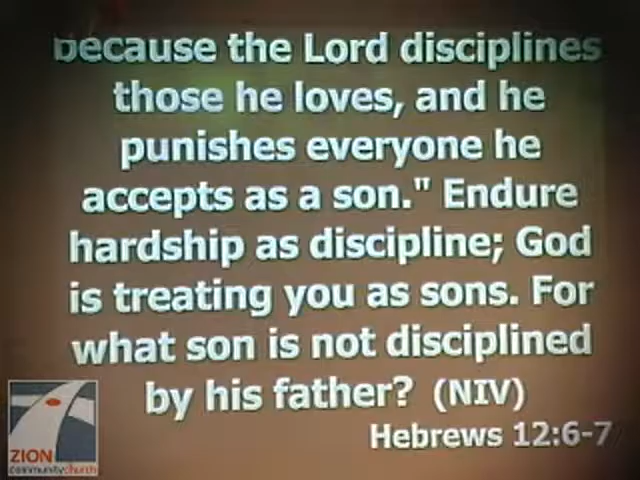 because the Lord disciplines
those he loves, and he
punishes everyone he
accepts as a son." Endure
hardship as discipline; God
is treating you as sons. For
what son is not disciplined
by his father? (NIV)
Hebrews 12:6-7
ZION
communitychurch